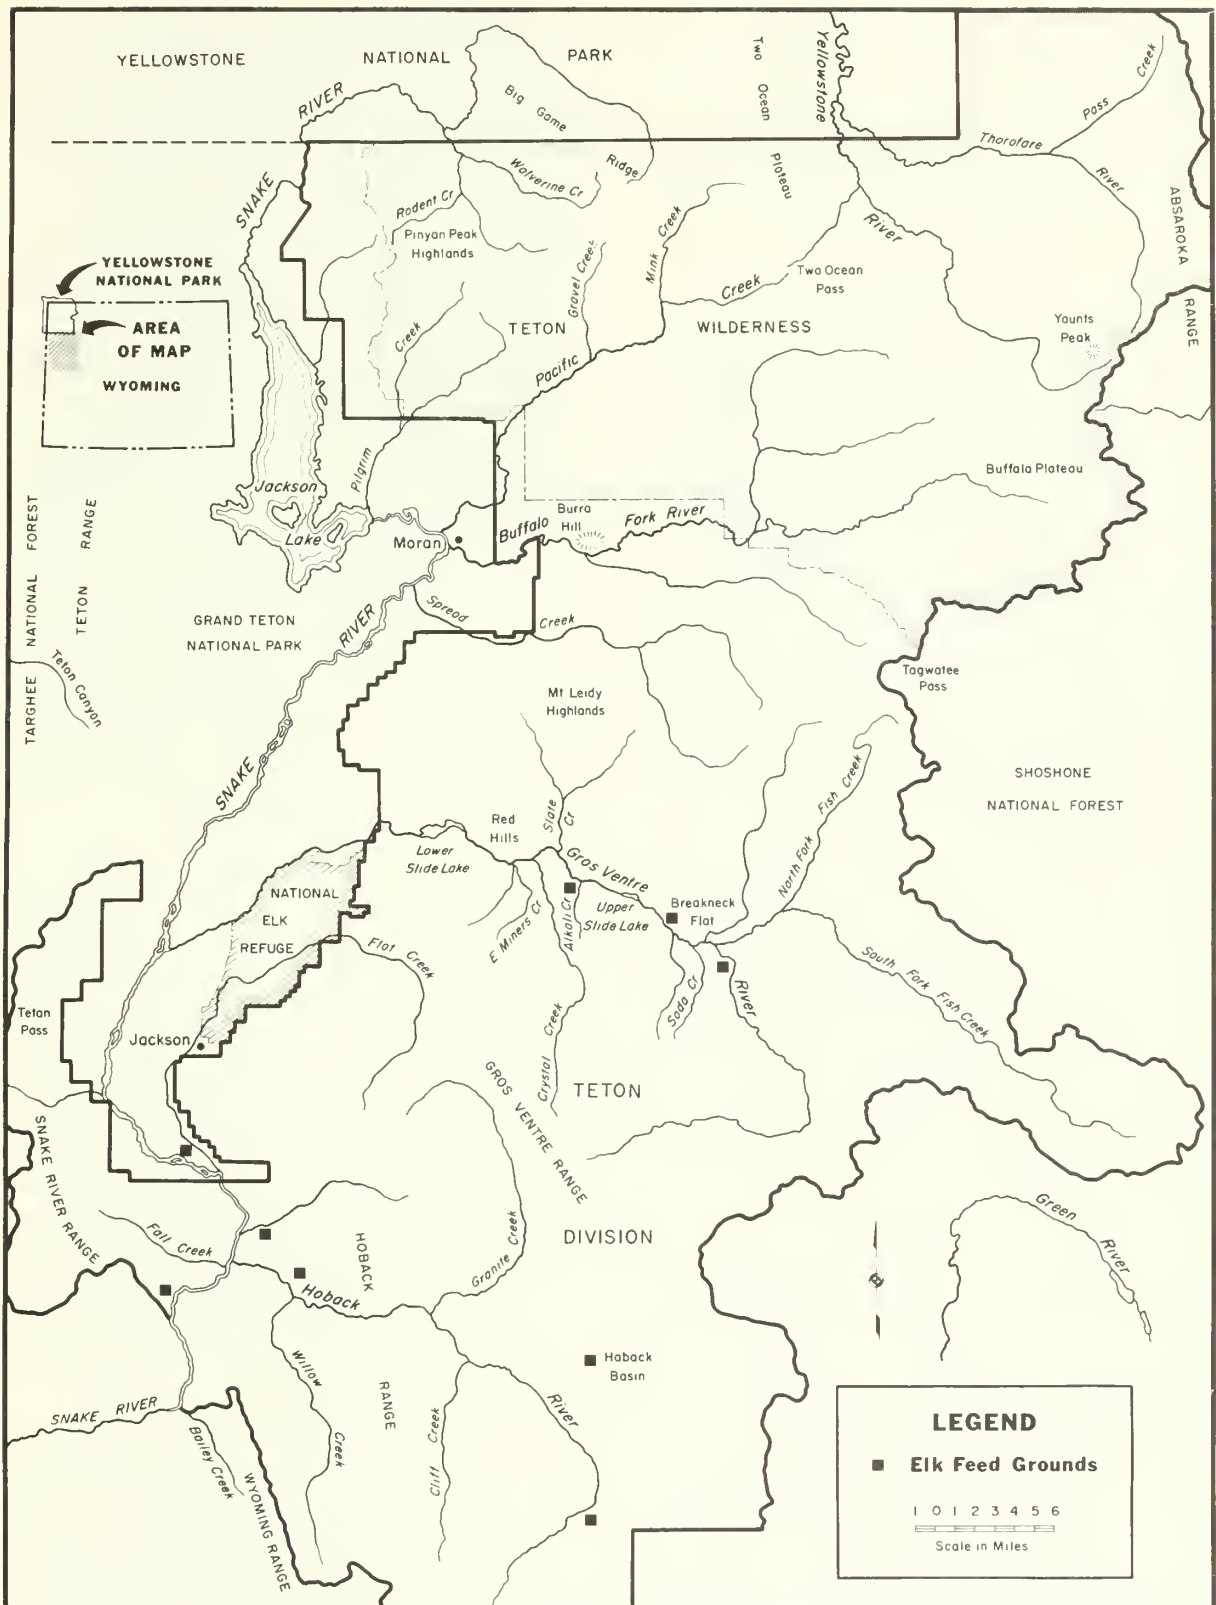 YELLOWSTONE NATIONAL PARK
Two Ocean Plateau
Yellowstone
River
Thorofare
River
Pass Creek
ABSAROKA
RANGE
Big Game Ridge
SNAKE RIVER
Wolverine Cr
Rodent Cr
Pinyan Peak
Highlands
Gravel Creek
Mink Creek
Creek
Two Ocean
Pass
YELLOWSTONE
NATIONAL PARK
AREA
OF MAP
WYOMING
TETON WILDERNESS
Yaunts
Peak
Creek
Pacific
Pilgrim
Buffala Plateau
Jackson
Lake
Moran
Buffalo Fork River
Burra
Hill
TARGHEE NATIONAL FOREST
TETON RANGE
Teton Canyon
GRAND TETON
NATIONAL PARK
SNAKE RIVER
Spread Creek
Tagwatee
Pass
Mt Leidy
Highlands
SHOSHONE
NATIONAL FOREST
Red
Hills
Slate
Cr
Lower
Slide Lake
Gros Ventre
River
North Fork Fish Creek
NATIONAL
ELK
REFUGE
E Miners Cr
Alkali Cr
Upper
Slide Lake
Breakneck
Flat
Flat Creek
Soda Cr
South Fork Fish Creek
Tetan
Pass
Jackson
Crystal Creek
TETON
DIVISION
GROS VENTRE RANGE
SNAKE RIVER RANGE
Fall Creek
HOBACK
RANGE
Granite Creek
Green River
Hoback
River
Willow Creek
Haback
Basin
Cliff Creek
SNAKE RIVER
Bailey Creek
WYOMING RANGE
LEGEND
Elk Feed Grounds
1 0 1 2 3 4 5 6
Scale in Miles